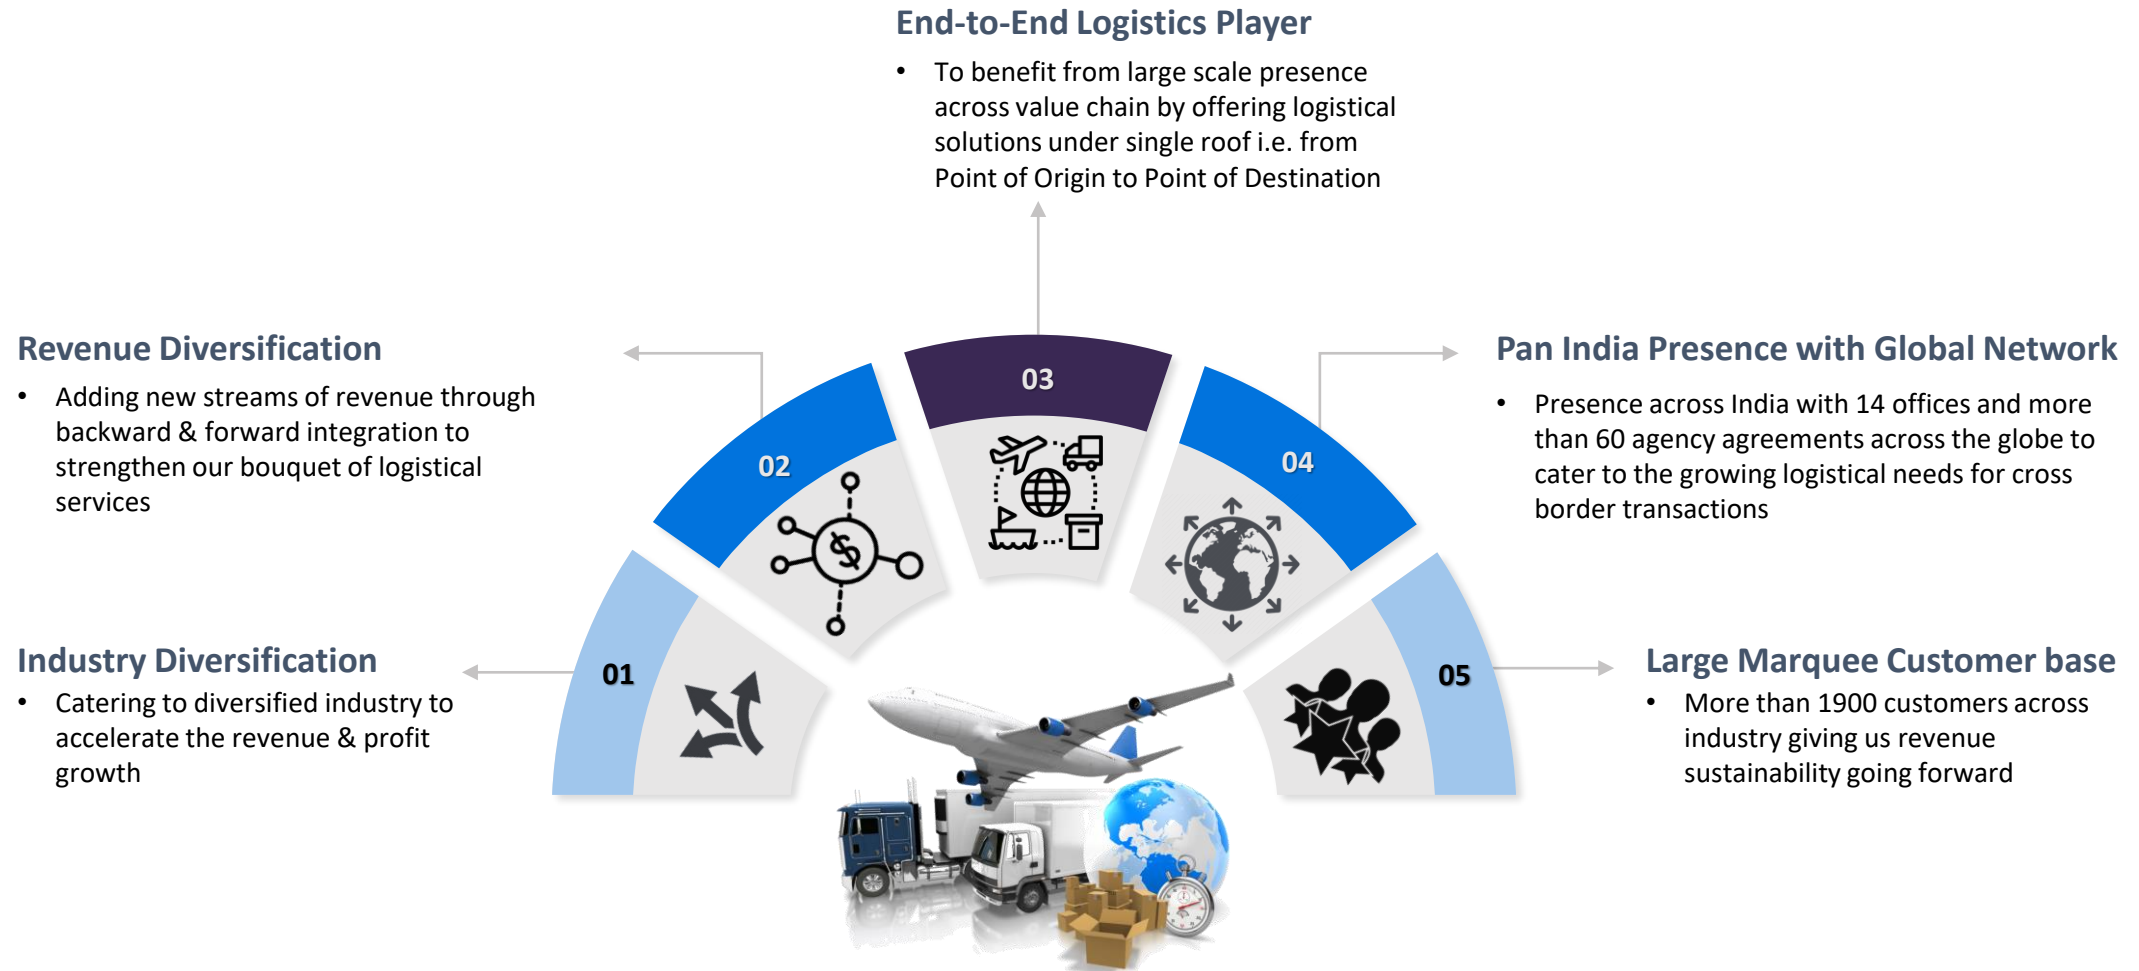 End-to-End Logistics Player
• To benefit from large scale presence
across value chain by offering logistical
solutions under single roof i.e. from
Point of Origin to Point of Destination
Revenue Diversification
• Adding new streams of revenue through
backward & forward integration to
strengthen our bouquet of logistical
services
Industry Diversification
• Catering to diversified industry to
accelerate the revenue & profit
growth
01
02
03
04
05
Pan India Presence with Global Network
• Presence across India with 14 offices and more
than 60 agency agreements across the globe to
cater to the growing logistical needs for cross
border transactions
Large Marquee Customer base
• More than 1900 customers across
industry giving us revenue
sustainability going forward